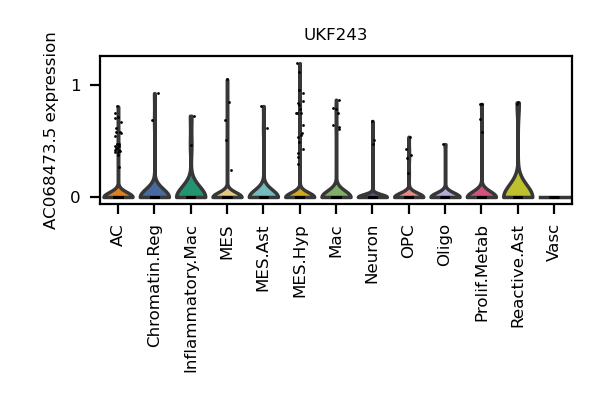 UKF243
AC068473.5 expression
1
0
AC
Chromatin.Reg
Inflammatory.Mac
MES
MES.Ast
MES.Hyp
Mac
Neuron
OPC
Oligo
Prolif.Metab
Reactive.Ast
Vasc